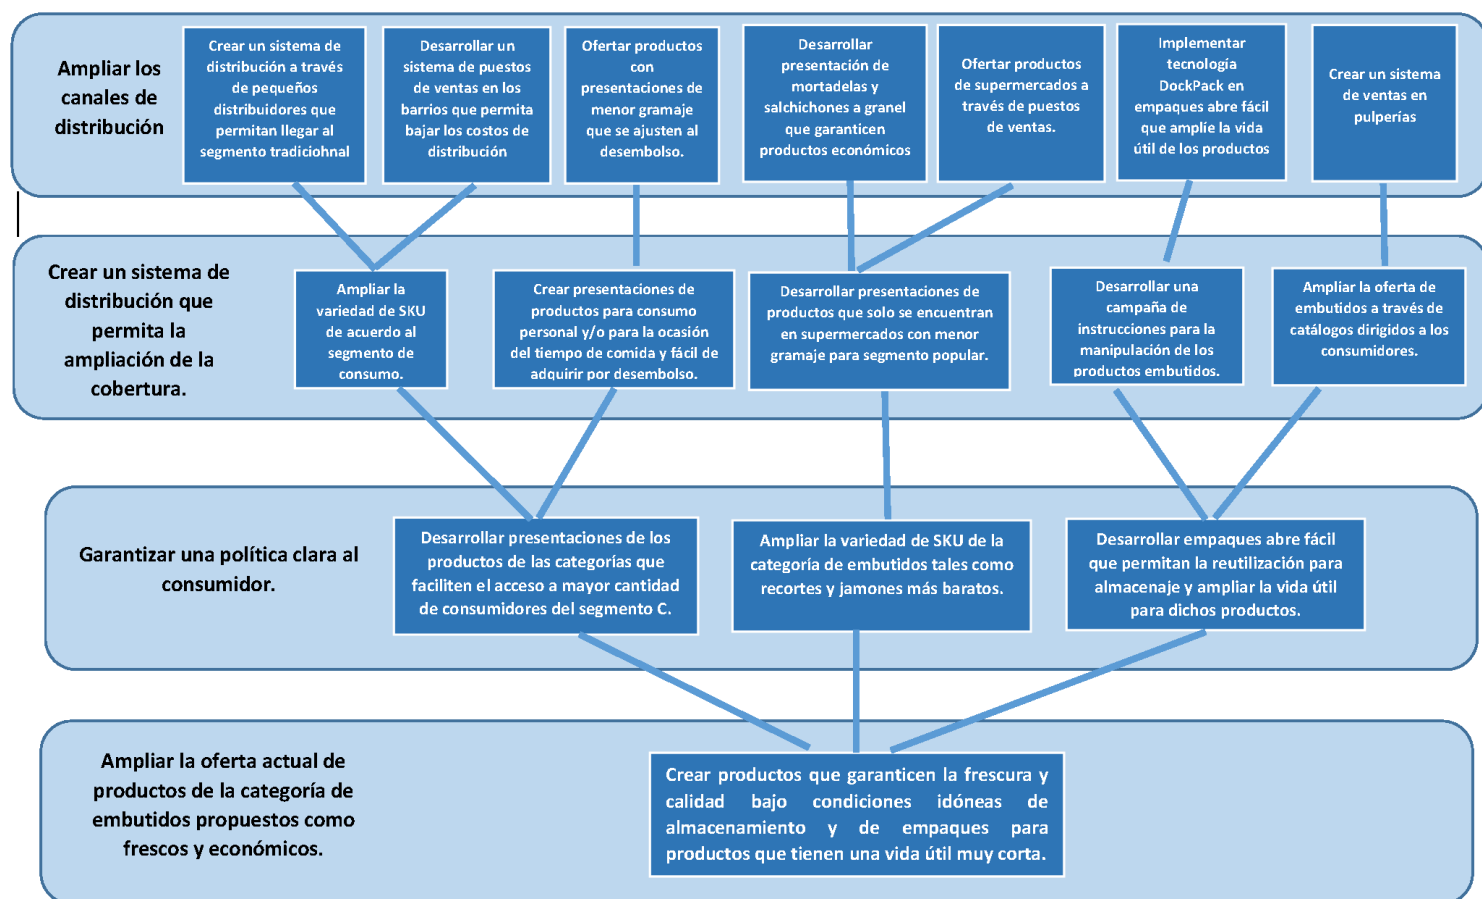 Ampliar los
canales de
distribución
Crear un sistema de
distribución a través
de pequeños
distribuidores que
permitan llegar al
segmento tradiciohnal
Desarrollar un
sistema de puestos
de ventas en los
barrios que permita
bajar los costos de
distribución
Ofertar productos
con
presentaciones de
menor gramaje
que se ajusten al
desembolso.
Desarrollar
presentación de
mortadelas y
salchichones a granel
que garanticen
productos económicos
Ofertar productos
de supermercados a
través de puestos
de ventas.
Implementar
tecnología
DockPack en
empaques abre fácil
que amplíe la vida
útil de los productos
Crear un sistema
de ventas en
pulperías
Crear un sistema de
distribución que
permita la
ampliación de la
cobertura.
Ampliar la
variedad de SKU
de acuerdo al
segmento de
consumo.
Crear presentaciones de
productos para consumo
personal y/o para la ocasión
del tiempo de comida y fácil de
adquirir por desembolso.
Desarrollar presentaciones de
productos que solo se encuentran
en supermercados con menor
gramaje para segmento popular.
Desarrollar una
campaña de
instrucciones para la
manipulación de los
productos embutidos.
Ampliar la oferta de
embutidos a través de
catálogos dirigidos a los
consumidores.
Garantizar una política clara al
consumidor.
Desarrollar presentaciones de los
productos de las categorías que
faciliten el acceso a mayor cantidad
de consumidores del segmento C.
Ampliar la variedad de SKU de la
categoría de embutidos tales como
recortes y jamones más baratos.
Desarrollar empaques abre fácil
que permitan la reutilización para
almacenaje y ampliar la vida útil
para dichos productos.
Ampliar la oferta actual de
productos de la categoría de
embutidos propuestos como
frescos y económicos.
Crear productos que garanticen la frescura y
calidad bajo condiciones idóneas de
almacenamiento y de empaques para
productos que tienen una vida útil muy corta.